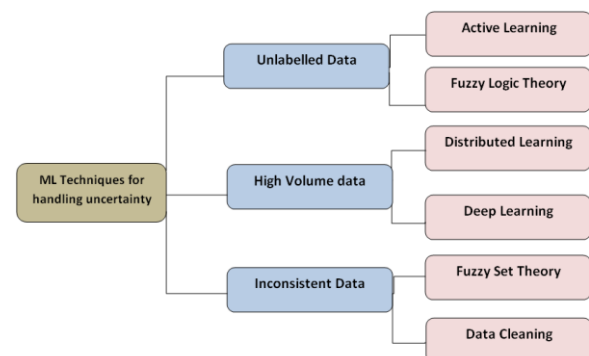 ML Techniques for
handling uncertainty
Unlabelled Data
Active Learning
Fuzzy Logic Theory
High Volume data
Distributed Learning
Deep Learning
Inconsistent Data
Fuzzy Set Theory
Data Cleaning